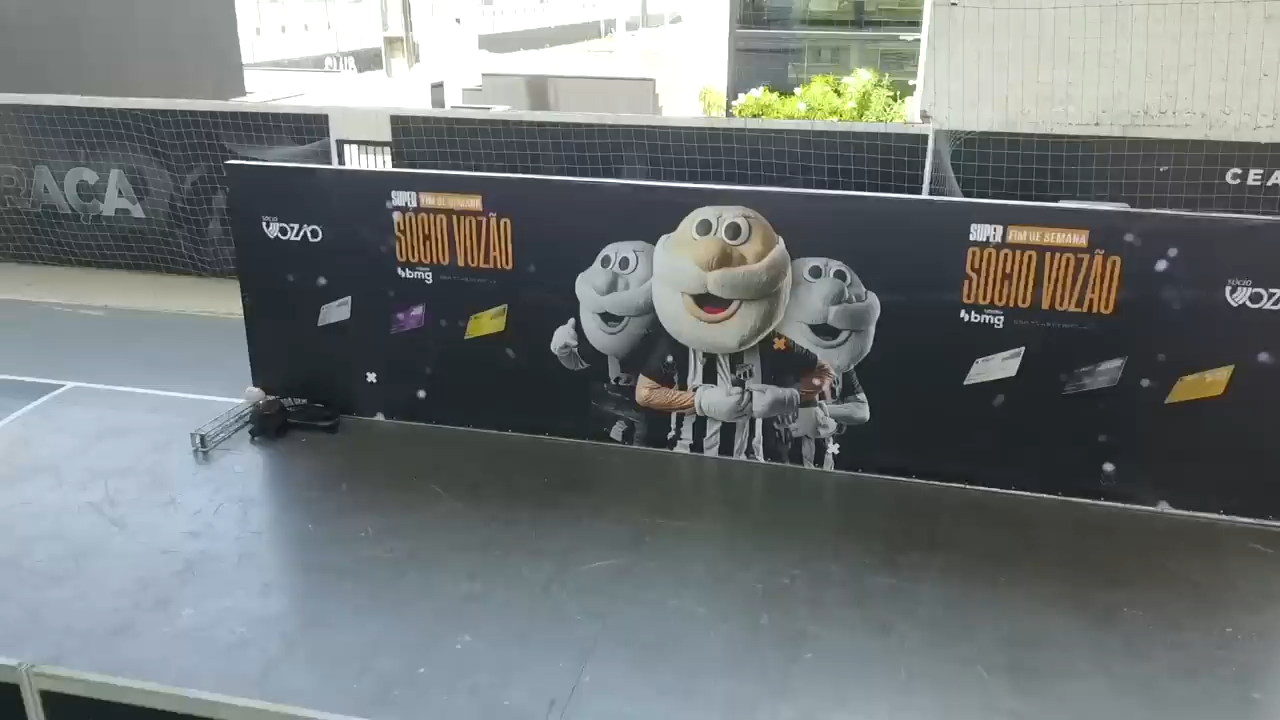 RAÇA
CEA
SÓCIO
VOZÃO
SUPER FIM DE SEMANA
SÓCIO VOZÃO
bmg
SUPER FIM DE SEMANA
SÓCIO VOZÃO
bmg
SÓCIO
VOZ